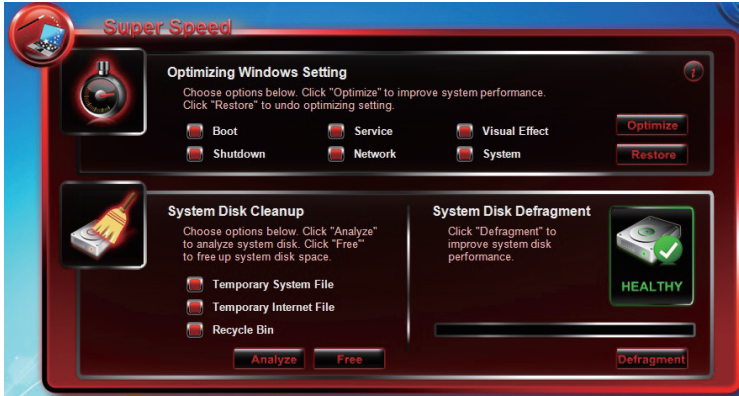 Super Speed
Optimizing Windows Setting
Choose options below. Click "Optimize" to improve system performance.
Click "Restore" to undo optimizing setting.
Boot
Service
Visual Effect
Optimize
Shutdown
Network
System
Restore
System Disk Cleanup
Choose options below. Click "Analyze"
to analyze system disk. Click "Free"
to free up system disk space.
Temporary System File
Temporary Internet File
Recycle Bin
Analyze
Free
System Disk Defragment
Click "Defragment" to
improve system disk
performance.
HEALTHY
Defragment